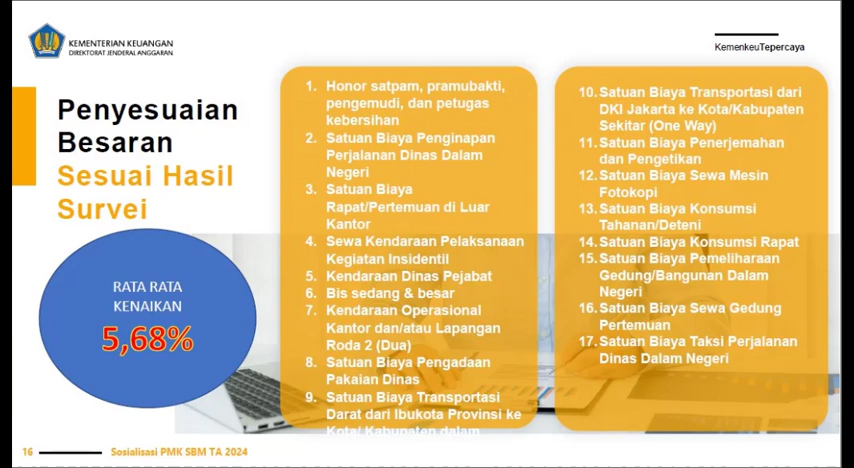 KEMENTERIAN KEUANGAN
DIREKTORAT JENDERAL ANGGARAN
KemenkeuTepercaya
Penyesuaian
Besaran
Sesuai Hasil
Survei
RATA RATA
KENAIKAN
5,68%
1. Honor satpam, pramubakti,
pengemudi, dan petugas
kebersihan
2. Satuan Biaya Penginapan
Perjalanan Dinas Dalam
Negeri
3. Satuan Biaya
Rapat/Pertemuan di Luar
Kantor
4. Sewa Kendaraan Pelaksanaan
Kegiatan Insidentil
5. Kendaraan Dinas Pejabat
6. Bis sedang & besar
7. Kendaraan Operasional
Kantor dan/atau Lapangan
Roda 2 (Dua)
8. Satuan Biaya Pengadaan
Pakaian Dinas
9. Satuan Biaya Transportasi
Darat dari Ibukota Provinsi ke
Kota/ Kabupaten dalam
10. Satuan Biaya Transportasi dari
DKI Jakarta ke Kota/Kabupaten
Sekitar (One Way)
11. Satuan Biaya Penerjemahan
dan Pengetikan
12. Satuan Biaya Sewa Mesin
Fotokopi
13. Satuan Biaya Konsumsi
Tahanan/Deteni
14. Satuan Biaya Konsumsi Rapat
15. Satuan Biaya Pemeliharaan
Gedung/Bangunan Dalam
Negeri
16. Satuan Biaya Sewa Gedung
Pertemuan
17. Satuan Biaya Taksi Perjalanan
Dinas Dalam Negeri
16
Sosialisasi PMK SBM TA 2024